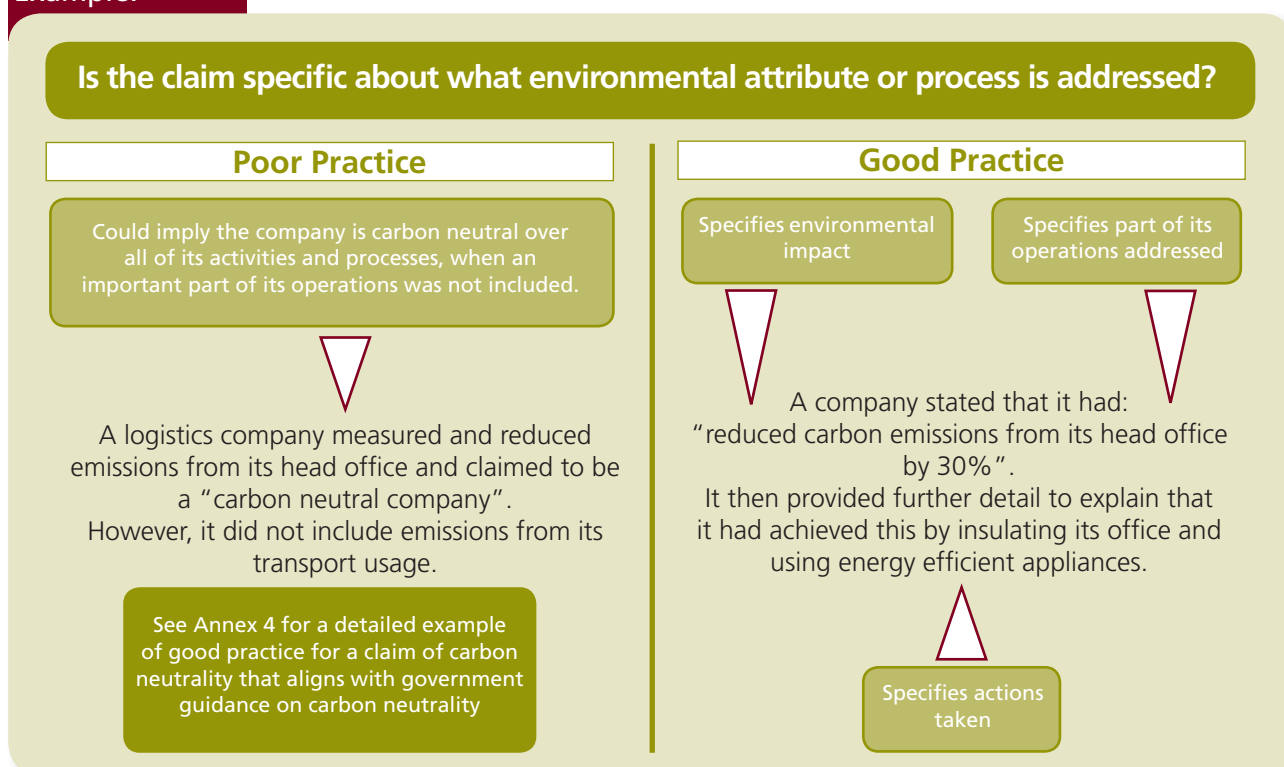 Example:
Is the claim specific about what environmental attribute or process is addressed?
Poor Practice
Could imply the company is carbon neutral over
all of its activities and processes, when an
important part of its operations was not included.
A logistics company measured and reduced
emissions from its head office and claimed to be
a “carbon neutral company”.
However, it did not include emissions from its
transport usage.
See Annex 4 for a detailed example
of good practice for a claim of carbon
neutrality that aligns with government
guidance on carbon neutrality
Good Practice
Specifies environmental
impact
Specifies part of its
operations addressed
A company stated that it had:
“reduced carbon emissions from its head office
by 30%”.
It then provided further detail to explain that
it had achieved this by insulating its office and
using energy efficient appliances.
Specifies actions
taken